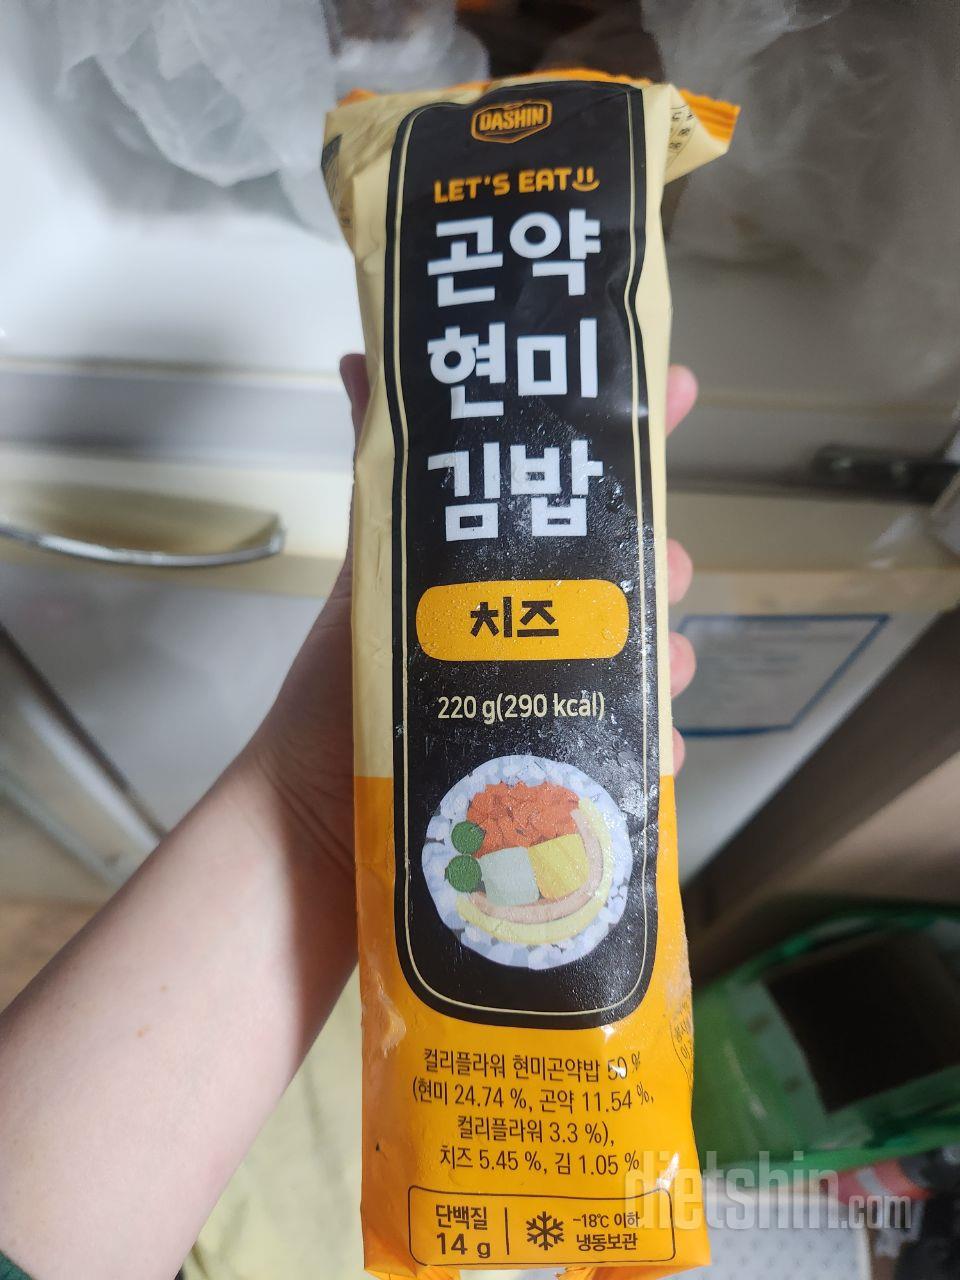 DASHIN
LET'S EAT
곤약
현미
김밥
치즈
220 g(290 kcal)
컬리플라워 현미곤약밥 50 %
(현미 24.74 %, 곤약 11.54 %,
컬리플라워 3.3 %),
치즈 5.45 %, 김 1.05 %
단백질
14 g
-18℃ 이하
냉동보관
dietshin.com